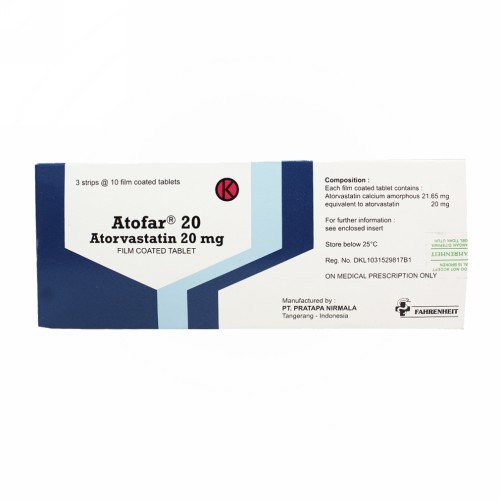 3 strips @ 10 film coated tablets
K
Atofar® 20
Atorvastatin 20 mg
FILM COATED TABLET
Composition :
Each film coated tablet contains :
Atorvastatin calcium amorphous 21.65 mg
equivalent to atorvastatin 20 mg
For further information :
see enclosed insert
Store below 25°C
Reg. No. DKL1031529817B1
ON MEDICAL PRESCRIPTION ONLY
Manufactured by :
PT. PRATAPA NIRMALA
Tangerang - Indonesia
FAHRENHEIT
FAHRENHEIT